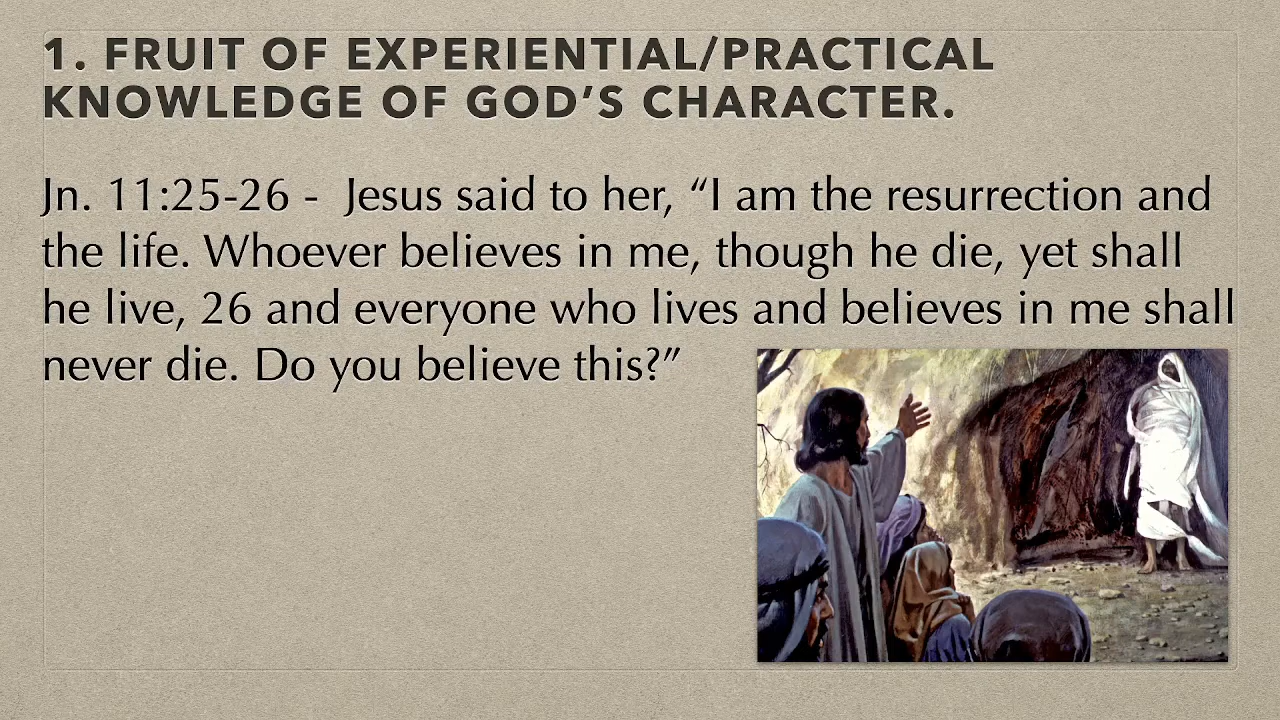 1. FRUIT OF EXPERIENTIAL/PRACTICAL
KNOWLEDGE OF GOD’S CHARACTER.
Jn. 11:25-26 -  Jesus said to her, “I am the resurrection and
the life. Whoever believes in me, though he die, yet shall
he live, 26 and everyone who lives and believes in me shall
never die. Do you believe this?”